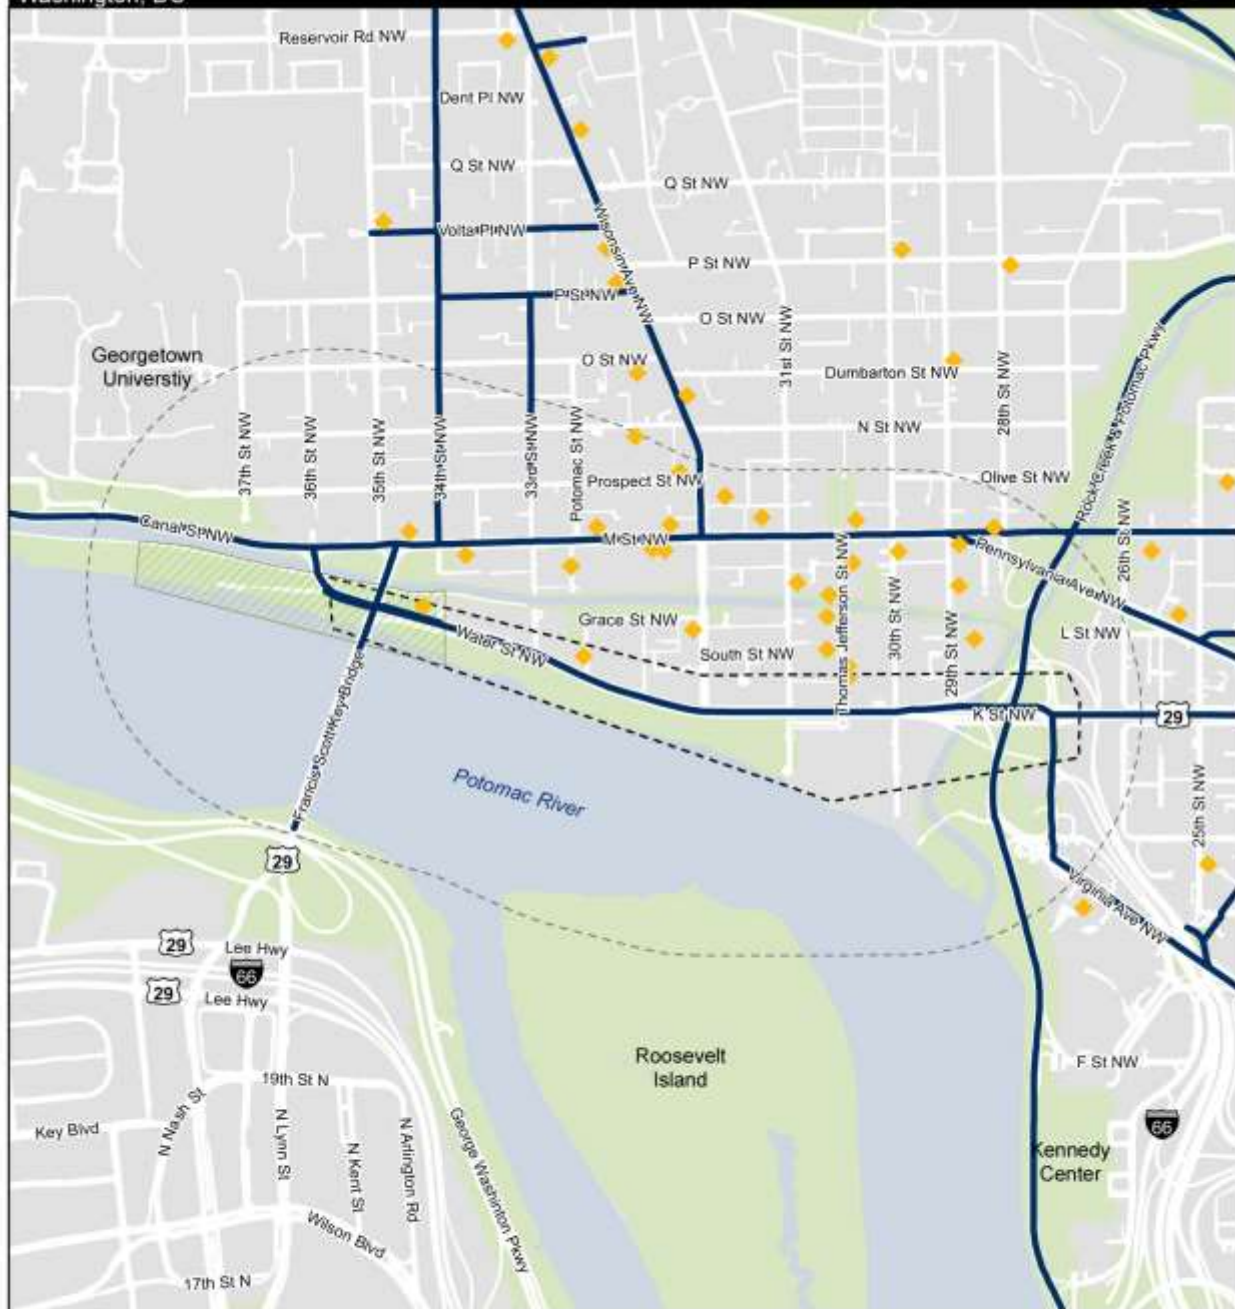 Washington, DC
Reservoir Rd NW
Dent Pl NW
Q St NW
Q St NW
Volta Pl NW
Wisonsin Ave NW
P St NW
P St NW
O St NW
O St NW
31st St NW
Dumbarton St NW
28th St NW
Rock Creek & Potomac Pkwy
Georgetown
Universtiy
37th St NW
36th St NW
35th St NW
34th St NW
33rd St NW
Potomac St NW
N St NW
Prospect St NW
Olive St NW
Canal St NW
M St NW
Thomas Jefferson St NW
30th St NW
29th St NW
Pennsylvania Ave NW
26th St NW
Grace St NW
Water St NW
South St NW
L St NW
K St NW
29
Francis Scott Key Bridge
Potomac River
25th St NW
29
Virginia Ave NW
29
Lee Hwy
66
29
Lee Hwy
Roosevelt
Island
F St NW
19th St N
Key Blvd
N Nash St
N Lynn St
N Kent St
N Arlington Rd
George Washinton Pkwy
66
Kennedy
Center
Wilson Blvd
17th St N